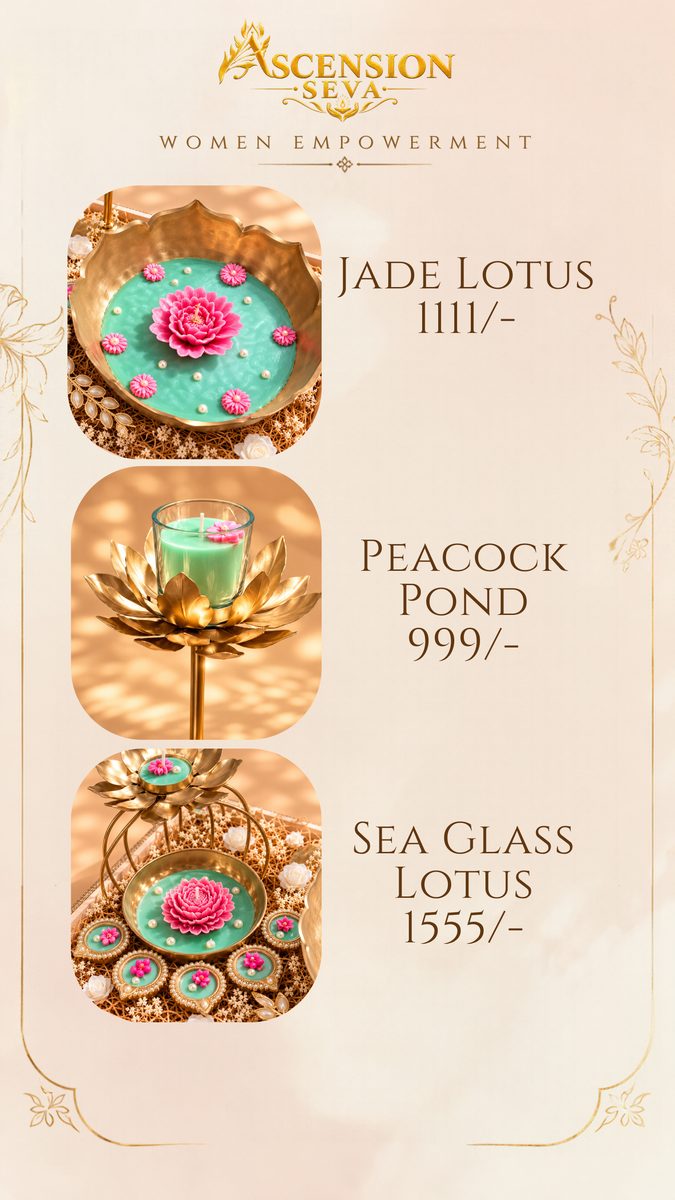 Ascension
Seva
Women Empowerment
Jade Lotus
1111/-
Peacock
Pond
999/-
Sea Glass
Lotus
1555/-